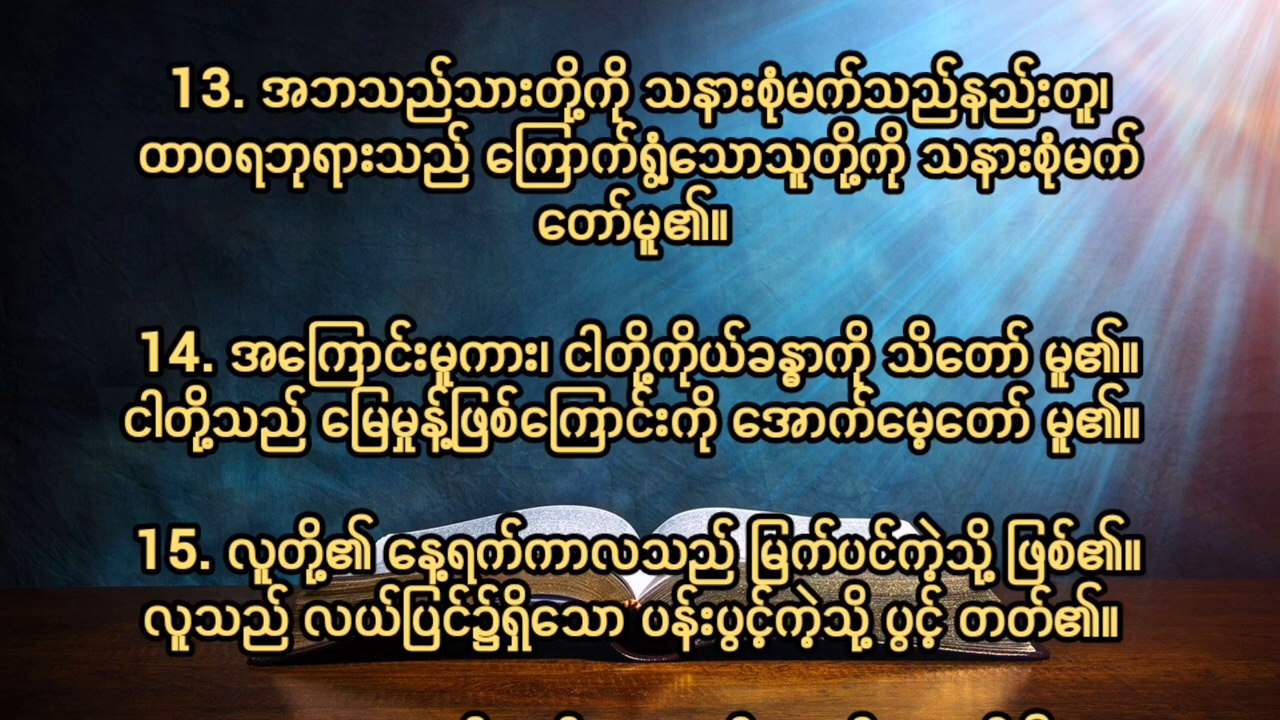 13. အဘသည်သားတို့ကို သနားစုံမက်သည်နည်းတူ၊
ထာဝရဘုရားသည် ကြောက်ရွံ့သောသူတို့ကို သနားစုံမက်
တော်မူ၏။
14. အကြောင်းမူကား၊ ငါတို့ကိုယ်ခန္ဓာကို သိတော် မူ၏။
ငါတို့သည် မြေမှုန့်ဖြစ်ကြောင်းကို အောက်မေ့တော် မူ၏။
15. လူတို့၏ နေ့ရက်ကာလသည် မြက်ပင်ကဲ့သို့ ဖြစ်၏။
လူသည် လယ်ပြင်၌ရှိသော ပန်းပွင့်ကဲ့သို့ ပွင့် တတ်၏။